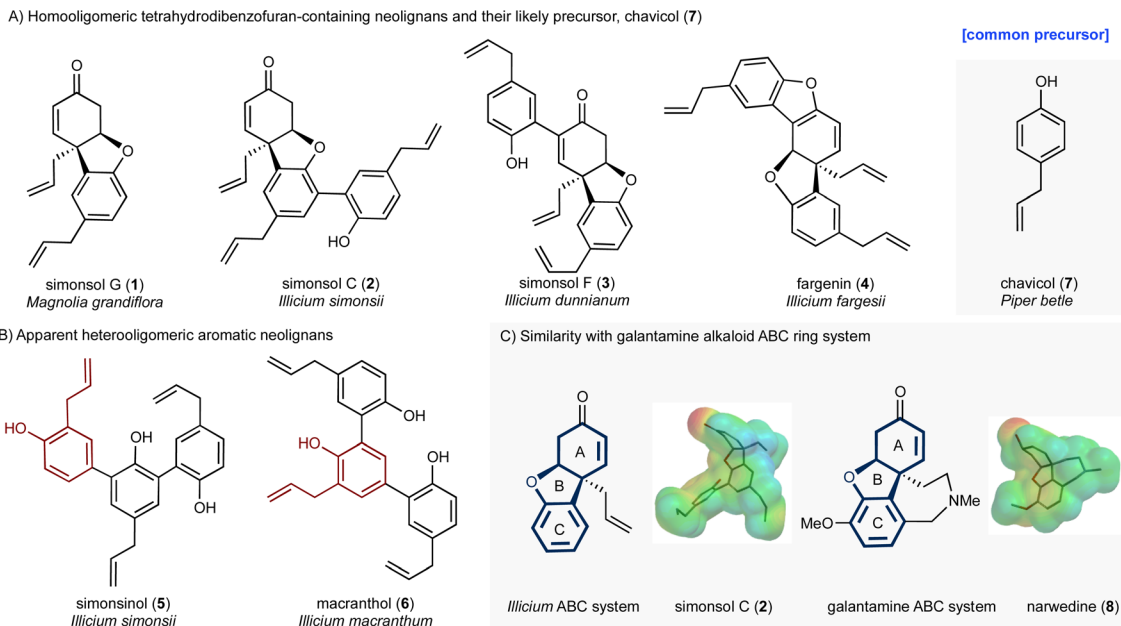 A) Homooligomeric tetrahydrodibenzofuran-containing neolignans and their likely precursor, chavicol (7)
[common precursor]
O
O
simonsol G (1)
Magnolia grandiflora
O
O
HO
simonsol C (2)
Illicium simonsii
O
OH
O
simonsol F (3)
Illicium dunnianum
O
O
fargenin (4)
Illicium fargesii
OH
chavicol (7)
Piper betle
B) Apparent heterooligomeric aromatic neolignans
HO
OH
OH
simonsinol (5)
Illicium simonsii
OH
HO
OH
macranthol (6)
Illicium macranthum
C) Similarity with galantamine alkaloid ABC ring system
O
A
O
B
C
Illicium ABC system
simonsol C (2)
O
A
O
B
NMe
MeO
C
galantamine ABC system
narwedine (8)